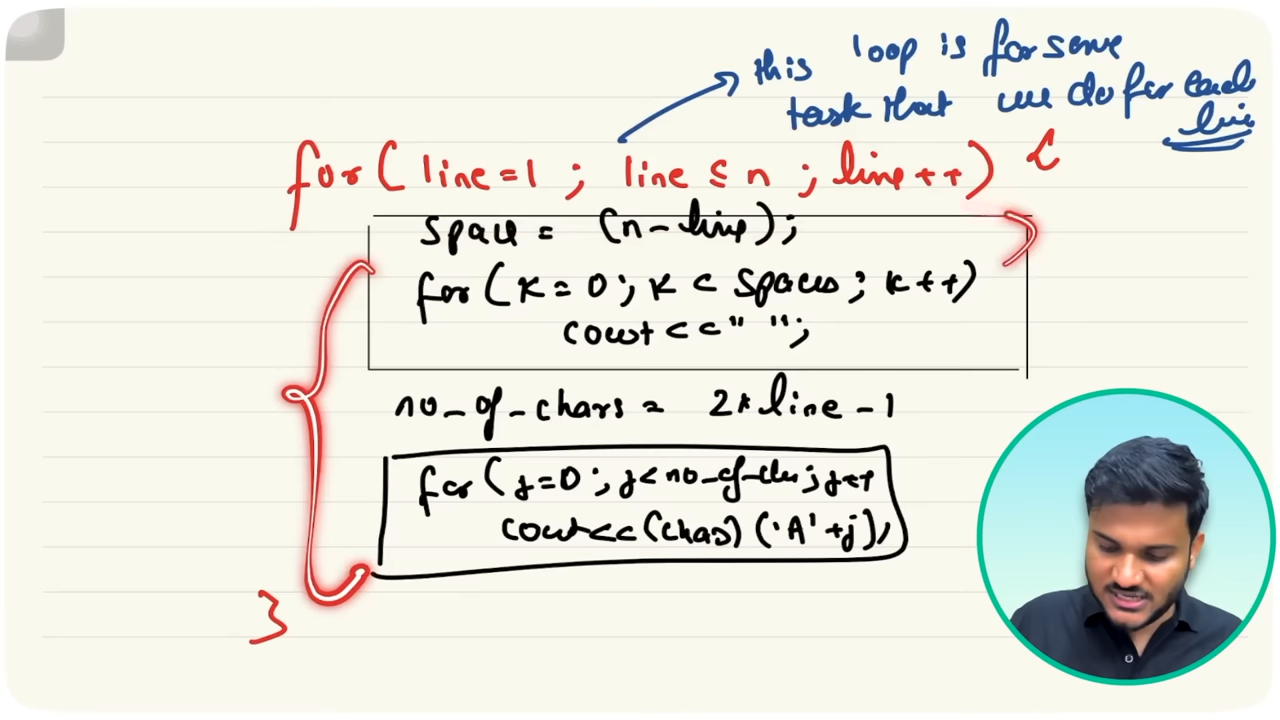 this loop is for some
task that we do for each
line
for( line=1 ; line ≤ n ; line++) {
space = (n-line);
for(k=0; k < spaces; k++)
cout<<" ";
no_of_chars = 2*line-1
for(j=0; j<no_of_char; j++
cout<<(char)('A'+j);
}